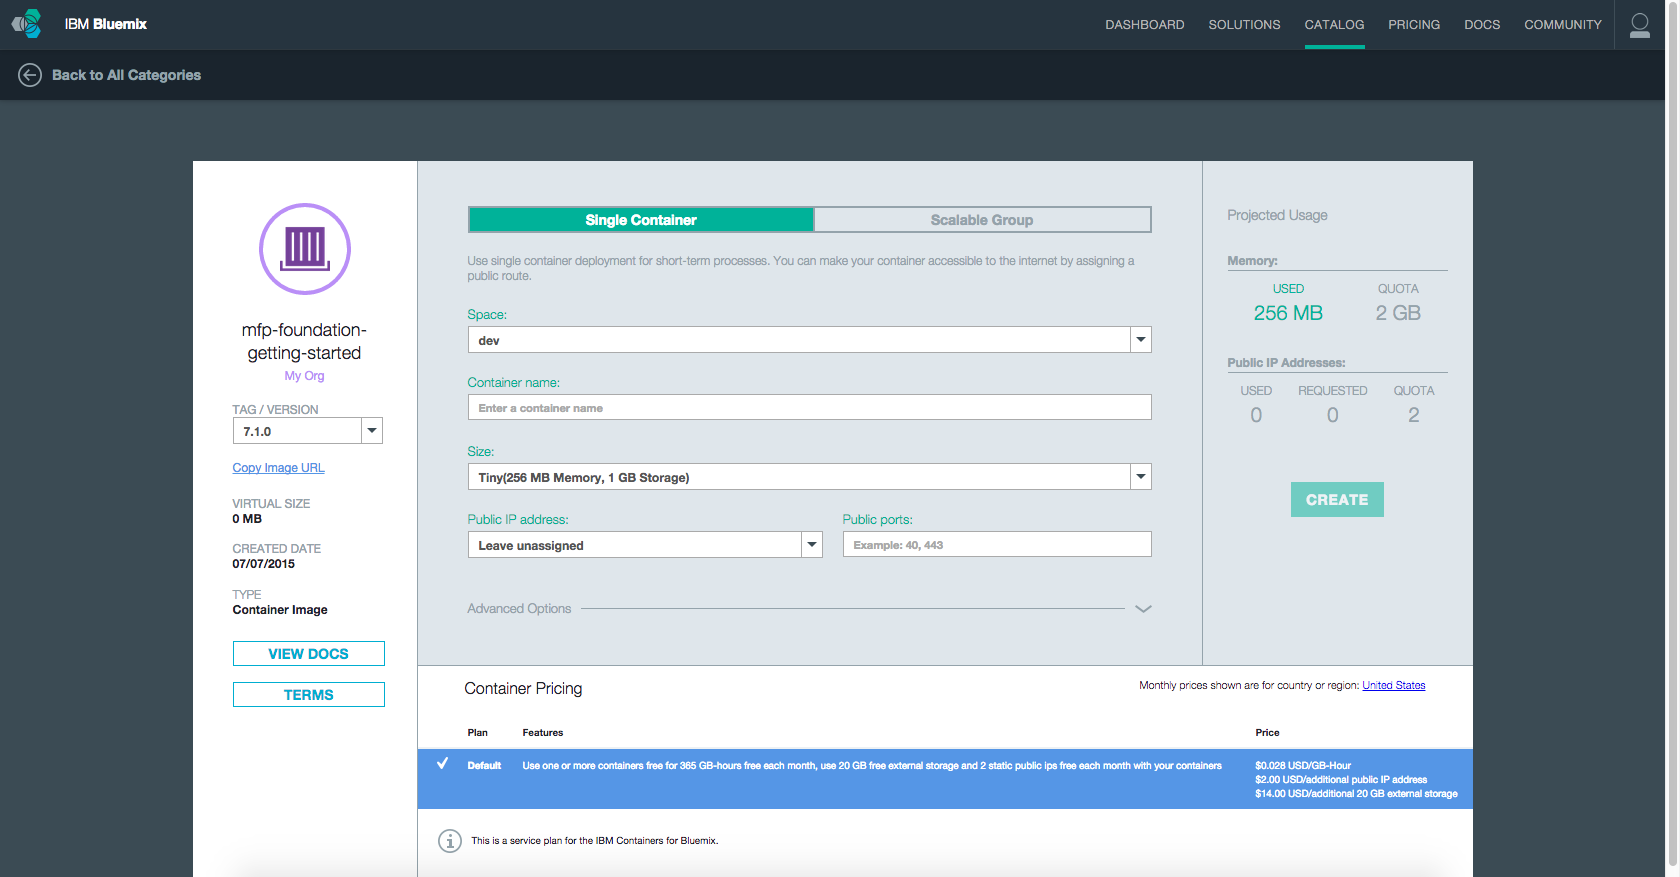 IBM Bluemix
DASHBOARD
SOLUTIONS
CATALOG
PRICING
DOCS
COMMUNITY
Back to All Categories
mfp-foundation-
getting-started
My Org
TAG / VERSION
7.1.0
Copy Image URL
VIRTUAL SIZE
0 MB
CREATED DATE
07/07/2015
TYPE
Container Image
VIEW DOCS
TERMS
Single Container
Scalable Group
Use single container deployment for short-term processes. You can make your container accessible to the internet by assigning a
public route.
Space:
dev
Container name:
Enter a container name
Size:
Tiny(256 MB Memory, 1 GB Storage)
Public IP address:
Leave unassigned
Public ports:
Example: 40, 443
Advanced Options
Projected Usage
Memory:
USED
QUOTA
256 MB
2 GB
Public IP Addresses:
USED
REQUESTED
QUOTA
0
0
2
CREATE
Container Pricing
Monthly prices shown are for country or region: United States
Plan
Features
Price
Default
Use one or more containers free for 365 GB-hours free each month, use 20 GB free external storage and 2 static public ips free each month with your containers
$0.028 USD/GB-Hour
$2.00 USD/additional public IP address
$14.00 USD/additional 20 GB external storage
This is a service plan for the IBM Containers for Bluemix.